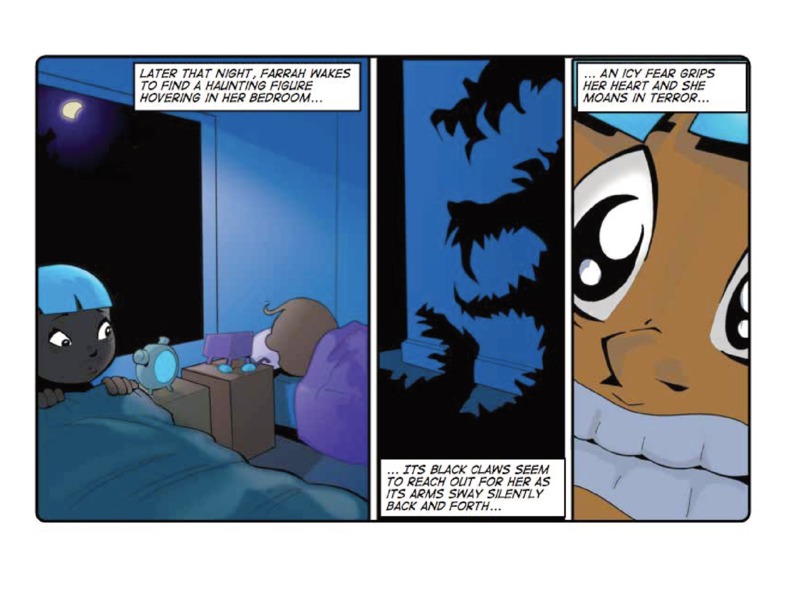 LATER THAT NIGHT, FARRAH WAKES
TO FIND A HAUNTING FIGURE
HOVERING IN HER BEDROOM...
... ITS BLACK CLAWS SEEM
TO REACH OUT FOR HER AS
ITS ARMS SWAY SILENTLY
BACK AND FORTH...
... AN ICY FEAR GRIPS
HER HEART AND SHE
MOANS IN TERROR...